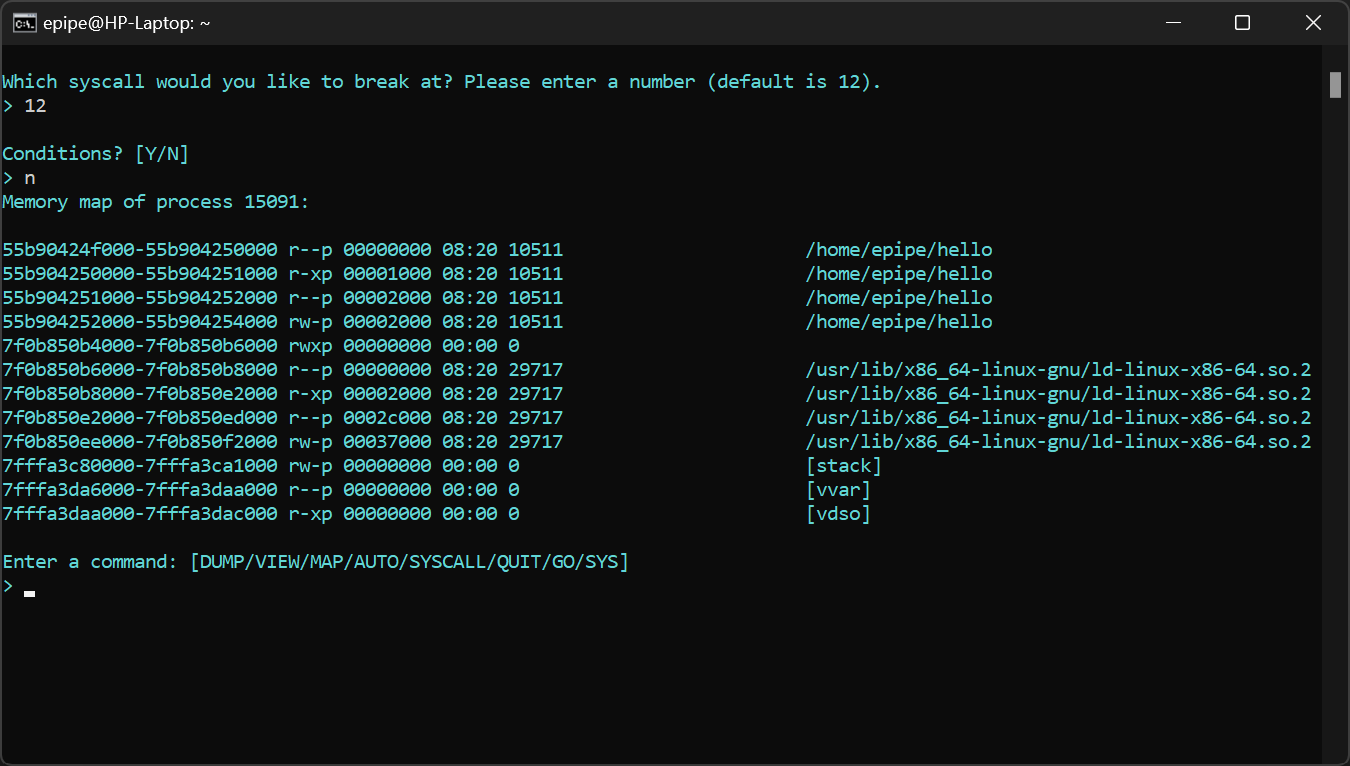 epipe@HP-Laptop: ~
Which syscall would you like to break at? Please enter a number (default is 12).
> 12
Conditions? [Y/N]
> n
Memory map of process 15091:
55b90424f000-55b904250000 r--p 00000000 08:20 10511 /home/epipe/hello
55b904250000-55b904251000 r-xp 00001000 08:20 10511 /home/epipe/hello
55b904251000-55b904252000 r--p 00002000 08:20 10511 /home/epipe/hello
55b904252000-55b904254000 rw-p 00002000 08:20 10511 /home/epipe/hello
7f0b850b4000-7f0b850b6000 rwxp 00000000 00:00 0
7f0b850b6000-7f0b850b8000 r--p 00000000 08:20 29717 /usr/lib/x86_64-linux-gnu/ld-linux-x86-64.so.2
7f0b850b8000-7f0b850e2000 r-xp 00002000 08:20 29717 /usr/lib/x86_64-linux-gnu/ld-linux-x86-64.so.2
7f0b850e2000-7f0b850ed000 r--p 0002c000 08:20 29717 /usr/lib/x86_64-linux-gnu/ld-linux-x86-64.so.2
7f0b850ee000-7f0b850f2000 rw-p 00037000 08:20 29717 /usr/lib/x86_64-linux-gnu/ld-linux-x86-64.so.2
7fffa3c80000-7fffa3ca1000 rw-p 00000000 00:00 0 [stack]
7fffa3da6000-7fffa3daa000 r--p 00000000 00:00 0 [vvar]
7fffa3daa000-7fffa3dac000 r-xp 00000000 00:00 0 [vdso]
Enter a command: [DUMP/VIEW/MAP/AUTO/SYSCALL/QUIT/GO/SYS]
>